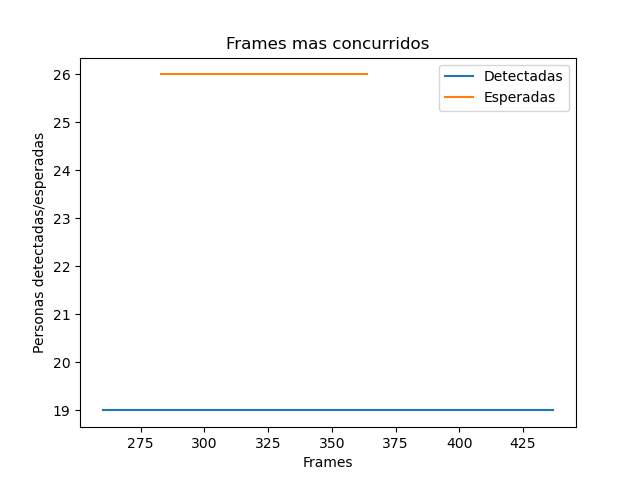 Frames mas concurridos
Detectadas
Esperadas
Personas detectadas/esperadas
26
25
24
23
22
21
20
19
275 300 325 350 375 400 425
Frames